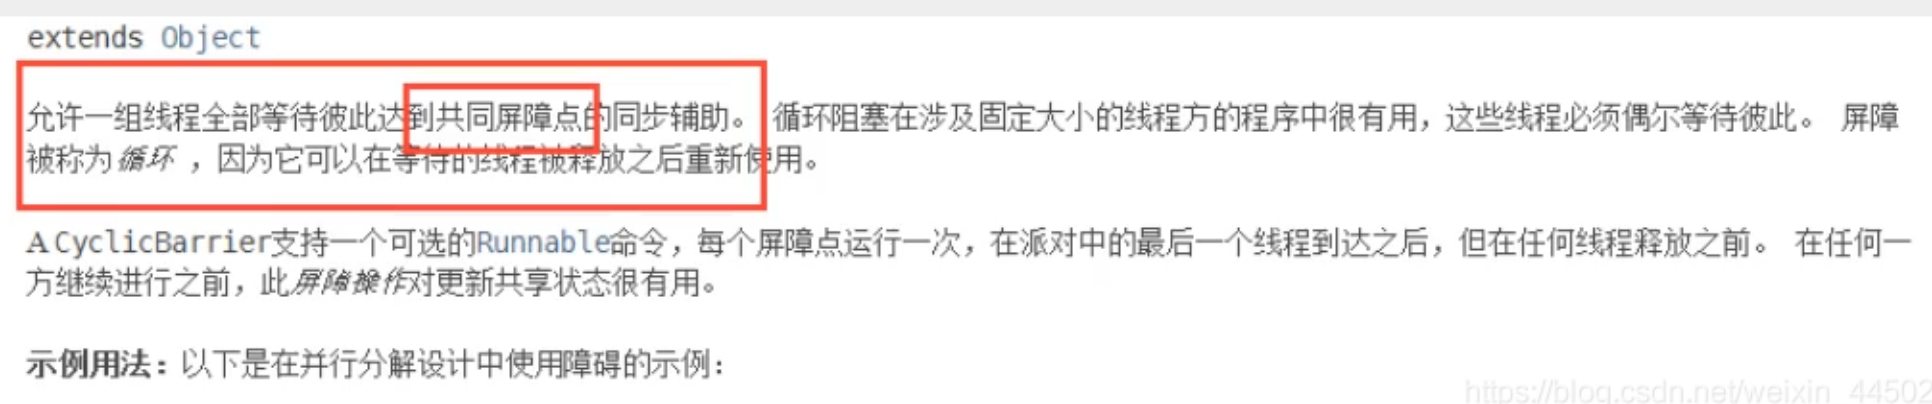 extends Object
允许一组线程全部等待彼此达到共同屏障点的同步辅助。 循环阻塞在涉及固定大小的线程方的程序中很有用，这些线程必须偶尔等待彼此。 屏障
被称为循环 ，因为它可以在等待的线程被释放之后重新使用。
A CyclicBarrier支持一个可选的Runnable命令，每个屏障点运行一次，在派对中的最后一个线程到达之后，但在任何线程释放之前。 在任何一
方继续进行之前，此屏障操作对更新共享状态很有用。
示例用法：以下是在并行分解设计中使用障碍的示例：
https://blog.csdn.net/weixin_44502